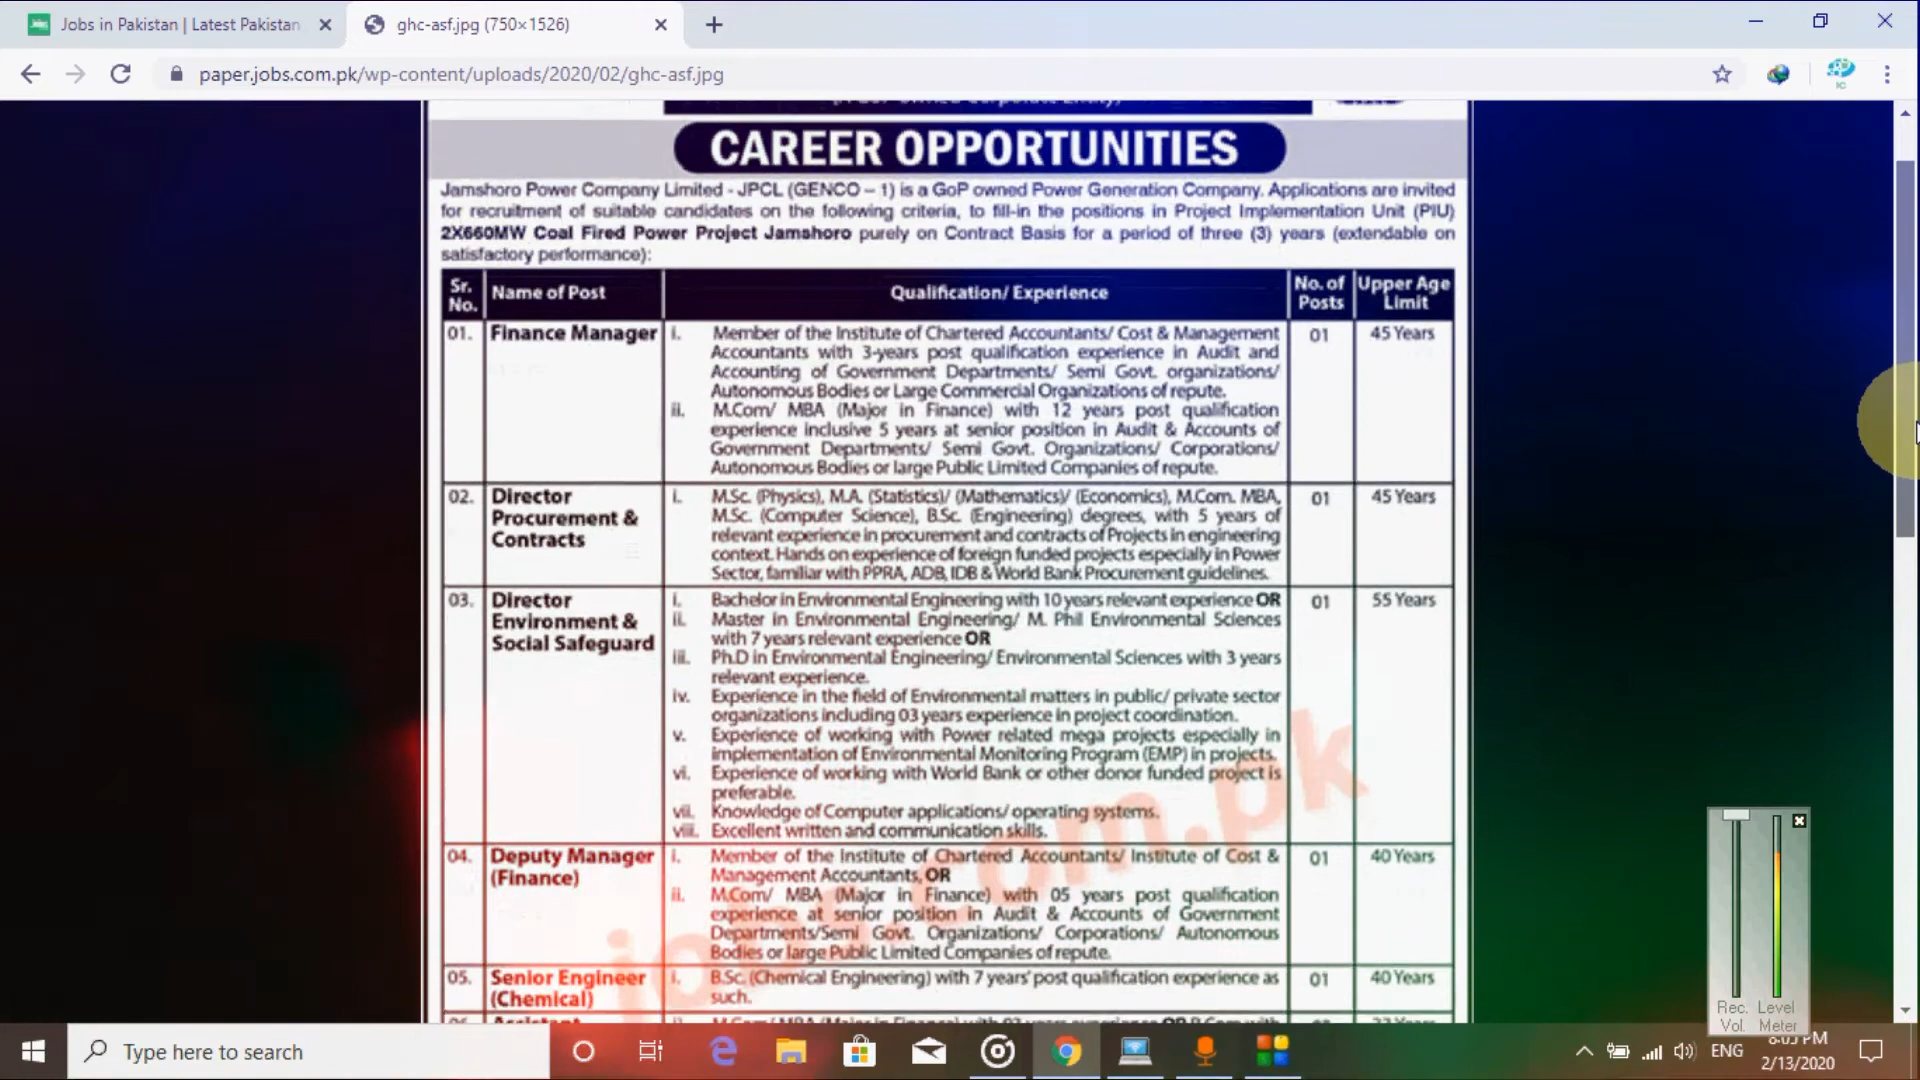 Jobs in Pakistan | Latest Pakistan
ghc-asf.jpg (750×1526)
paper.jobs.com.pk/wp-content/uploads/2020/02/ghc-asf.jpg
IC
CAREER OPPORTUNITIES
Jamshoro Power Company Limited - JPCL (GENCO – 1) is a GoP owned Power Generation Company. Applications are invited
for recruitment of suitable candidates on the following criteria, to fill-in the positions in Project Implementation Unit (PIU)
2X660MW Coal Fired Power Project Jamshoro purely on Contract Basis for a period of three (3) years (extendable on
satisfactory performance):
Sr. No. Name of Post Qualification/ Experience No. of Posts Upper Age Limit
01. Finance Manager i. Member of the Institute of Chartered Accountants/ Cost & Management 01 45 Years
Accountants with 3-years post qualification experience in Audit and
Accounting of Government Departments/ Semi Govt. organizations/
Autonomous Bodies or Large Commercial Organizations of repute.
ii. M.Com/ MBA (Major in Finance) with 12 years post qualification
experience inclusive 5 years at senior position in Audit & Accounts of
Government Departments/ Semi Govt. Organizations/ Corporations/
Autonomous Bodies or large Public Limited Companies of repute.
02. Director i. M.Sc. (Physics), M.A. (Statistics)/ (Mathematics)/ (Economics), M.Com. MBA, 01 45 Years
Procurement & M.Sc. (Computer Science), B.Sc. (Engineering) degrees, with 5 years of
Contracts relevant experience in procurement and contracts of Projects in engineering
context. Hands on experience of foreign funded projects especially in Power
Sector, familiar with PPRA, ADB, IDB & World Bank Procurement guidelines.
03. Director i. Bachelor in Environmental Engineering with 10 years relevant experience OR 01 55 Years
Environment & ii. Master in Environmental Engineering/ M. Phil Environmental Sciences
Social Safeguard with 7 years relevant experience OR
iii. Ph.D in Environmental Engineering/ Environmental Sciences with 3 years
relevant experience.
iv. Experience in the field of Environmental matters in public/ private sector
organizations including 03 years experience in project coordination.
v. Experience of working with Power related mega projects especially in
implementation of Environmental Monitoring Program (EMP) in projects.
vi. Experience of working with World Bank or other donor funded project is
preferable.
vii. Knowledge of Computer applications/ operating systems.
viii. Excellent written and communication skills.
04. Deputy Manager i. Member of the Institute of Chartered Accountants/ Institute of Cost & 01 40 Years
(Finance) Management Accountants, OR
ii. M.Com/ MBA (Major in Finance) with 05 years post qualification
experience at senior position in Audit & Accounts of Government
Departments/Semi Govt. Organizations/ Corporations/ Autonomous
Bodies or large Public Limited Companies of repute.
05. Senior Engineer i. B.Sc. (Chemical Engineering) with 7 years' post qualification experience as 01 40 Years
(Chemical) such.
jobs.com.pk
Rec. Vol. Level Meter
Type here to search
ENG
8:05 PM
2/13/2020